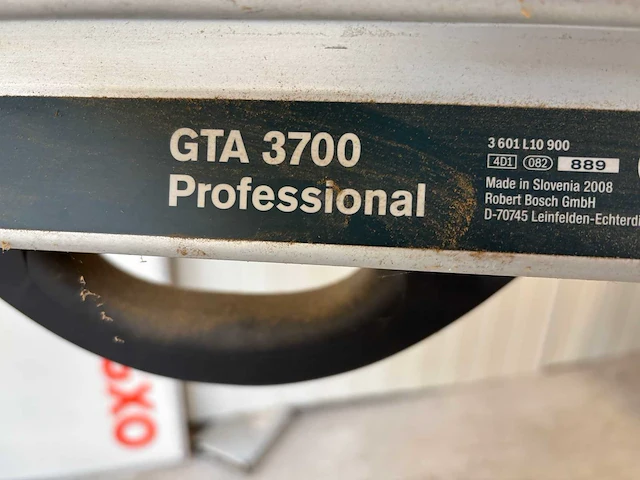 GTA 3700
Professional
3 601 L10 900
4D1 082 889
Made in Slovenia 2008
Robert Bosch GmbH
D-70745 Leinfelden-Echterdi
OXO